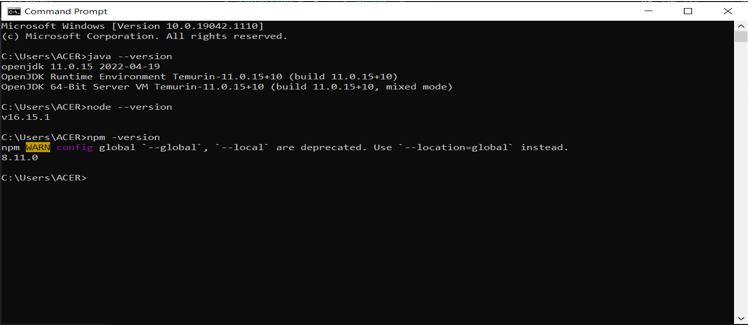 Command Prompt
Microsoft Windows [Version 10.0.19042.1110]
(c) Microsoft Corporation. All rights reserved.
C:\Users\ACER>java --version
openjdk 11.0.15 2022-04-19
OpenJDK Runtime Environment Temurin-11.0.15+10 (build 11.0.15+10)
OpenJDK 64-Bit Server VM Temurin-11.0.15+10 (build 11.0.15+10, mixed mode)
C:\Users\ACER>node --version
v16.15.1
C:\Users\ACER>npm -version
npm WARN config global `--global`, `--local` are deprecated. Use `--location=global` instead.
8.11.0
C:\Users\ACER>